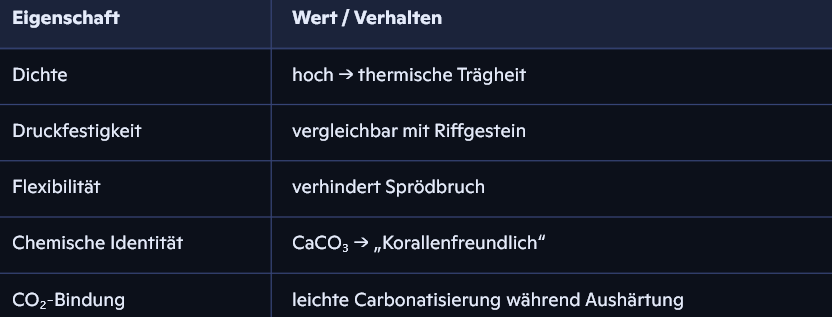 Eigenschaft Wert / Verhalten
Dichte hoch → thermische Trägheit
Druckfestigkeit vergleichbar mit Riffgestein
Flexibilität verhindert Sprödbruch
Chemische Identität CaCO₃ → „Korallenfreundlich“
CO₂-Bindung leichte Carbonatisierung während Aushärtung